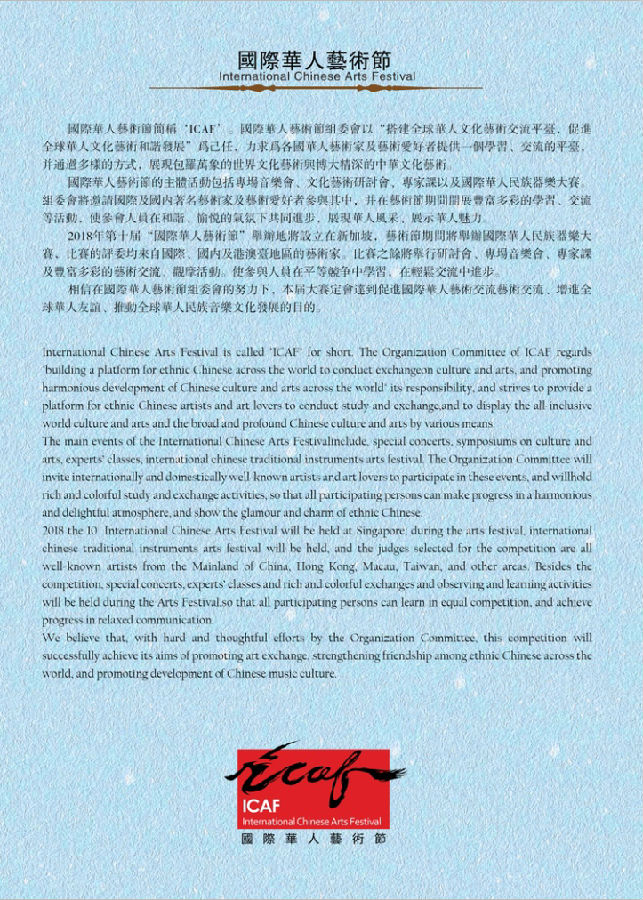 國際華人藝術節
International Chinese Arts Festival
國際華人藝術節簡稱“ICAF”。國際華人藝術節組委會以“搭建全球華人文化藝術交流平臺，促進
全球華人文化藝術和諧發展”爲己任，力求爲各國華人藝術家及藝術愛好者提供一個學習、交流的平臺，
并通過多樣的方式，展現包羅萬象的世界文化藝術與博大精深的中華文化藝術。
國際華人藝術節的主體活動包括專場音樂會、文化藝術研討會，專家課以及國際華人民族器樂大賽。
組委會將邀請國際及國内著名藝術家及藝術愛好者參與其中，并在藝術節期間開展豐富多彩的學習、交流
等活動，使參會人員在和諧、愉悅的氣氛下共同進步，展現華人風采，展示華人魅力。
2018年第十屆“國際華人藝術節”舉辦地將設立在新加坡，藝術節期間將舉辦國際華人民族器樂大
賽，比賽的評委均來自國際、國内及港澳臺地區的藝術家。比賽之餘將舉行研討會、專場音樂會、專家課
及豐富多彩的藝術交流、觀摩活動。使參與人員在平等競争中學習，在輕鬆交流中進步。
相信在國際華人藝術節組委會的努力下，本屆大賽定會達到促進國際華人藝術交流藝術交流、增進全
球華人友誼、推動全球華人民族音樂文化發展的目的。
International Chinese Arts Festival is called "ICAF" for short. The Organization Committee of ICAF regards
"building a platform for ethnic Chinese across the world to conduct exchangeon culture and arts, and promoting
harmonious development of Chinese culture and arts across the world" its responsibility, and strives to provide a
platform for ethnic Chinese artists and art lovers to conduct study and exchange,and to display the all-inclusive
world culture and arts and the broad and profound Chinese culture and arts by various means.
The main events of the International Chinese Arts Festivalinclude, special concerts, symposiums on culture and
arts, experts' classes, international chinese traditional instruments arts festival. The Organization Committee will
invite internationally and domestically well-known artists and art lovers to participate in these events, and willhold
rich and colorful study and exchange activities, so that all participating persons can make progress in a harmonious
and delightful atmosphere, and show the glamour and charm of ethnic Chinese.
2018 the 10 International Chinese Arts Festival will be held at Singapore, during the arts festival, international
chinese traditional instruments arts festival will be held, and the judges selected for the competition are all
well-known artists from the Mainland of China, Hong Kong, Macau, Taiwan, and other areas. Besides the
competition, special concerts, experts' classes and rich and colorful exchanges and observing and learning activities
will be held during the Arts Festival,so that all participating persons can learn in equal competition, and achieve
progress in relaxed communication.
We believe that, with hard and thoughtful efforts by the Organization Committee, this competition will
successfully achieve its aims of promoting art exchange, strengthening friendship among ethnic Chinese across the
world, and promoting development of Chinese music culture.
icaf
ICAF
International Chinese Arts Festival
國際華人藝術節